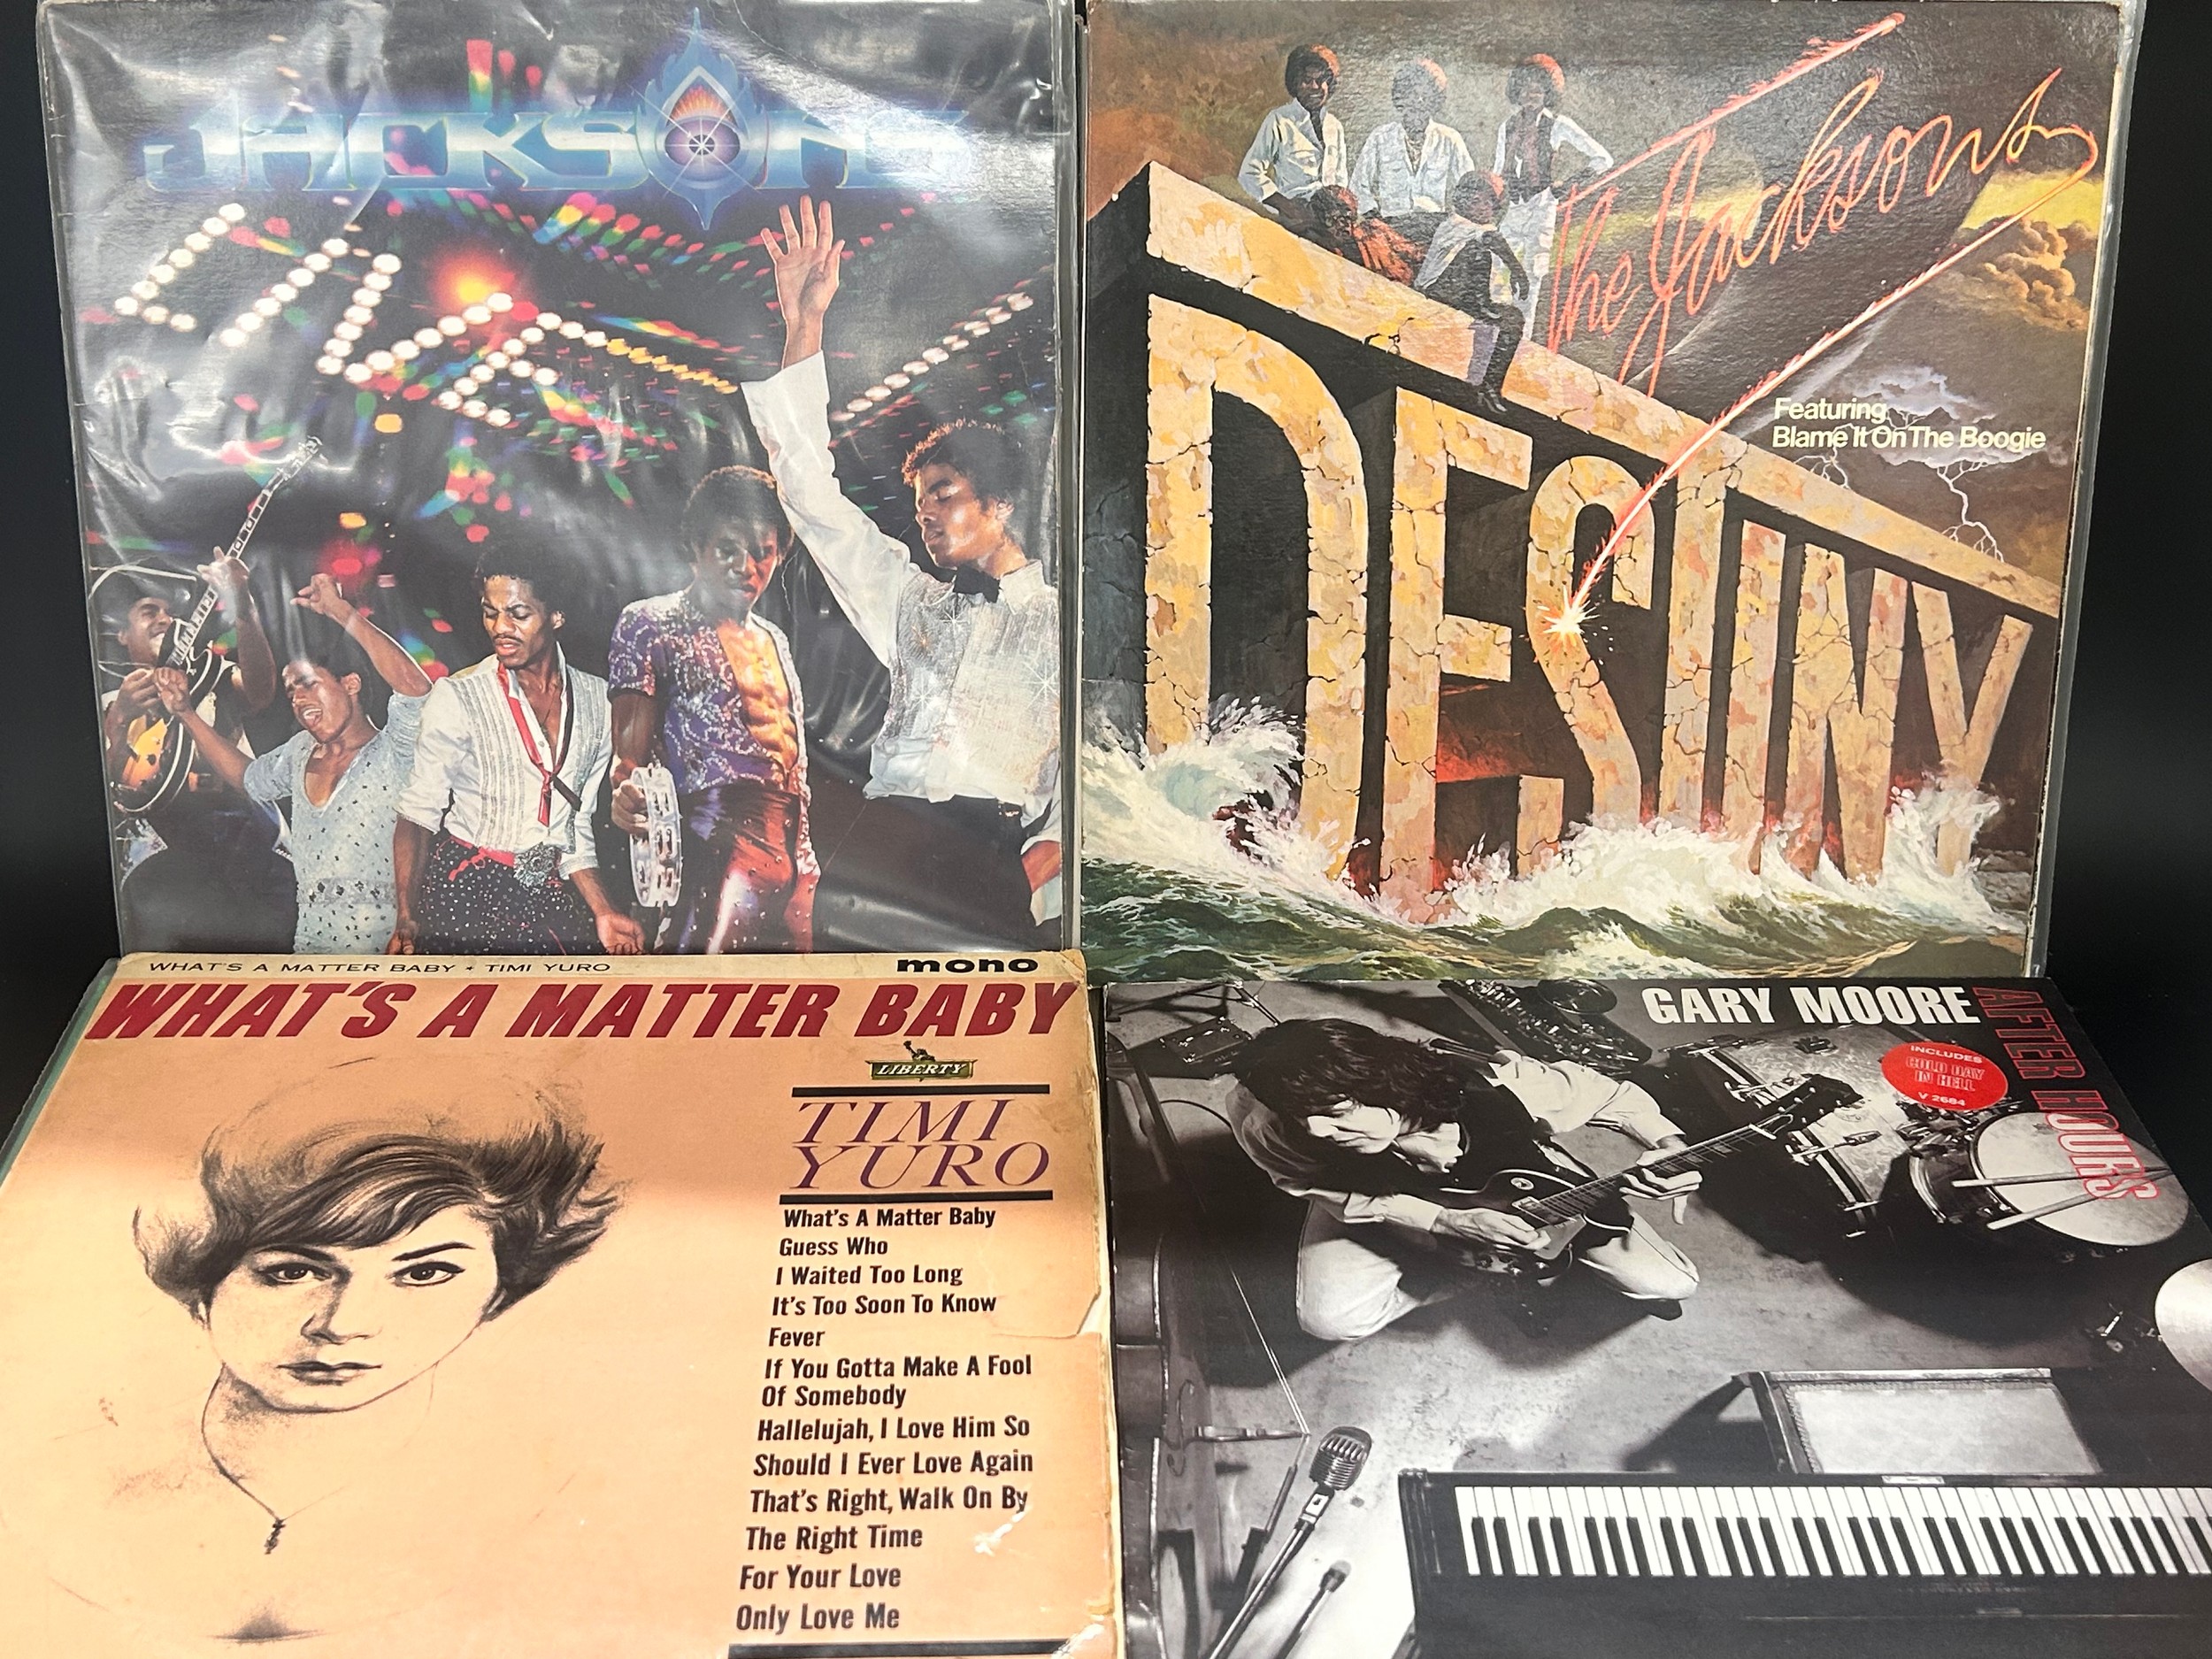 JACKSONS
LIVE
The Jacksons
Featuring
Blame It On The Boogie
DESTINY
WHAT'S A MATTER BABY • TIMI YURO
mono
WHAT'S A MATTER BABY
LIBERTY
TIMI
YURO
What's A Matter Baby
Guess Who
I Waited Too Long
It's Too Soon To Know
Fever
If You Gotta Make A Fool
Of Somebody
Hallelujah, I Love Him So
Should I Ever Love Again
That's Right, Walk On By
The Right Time
For Your Love
Only Love Me
GARY MOORE
AFTER HOURS
INCLUDES
COLD DAY
IN HELL
V 2684